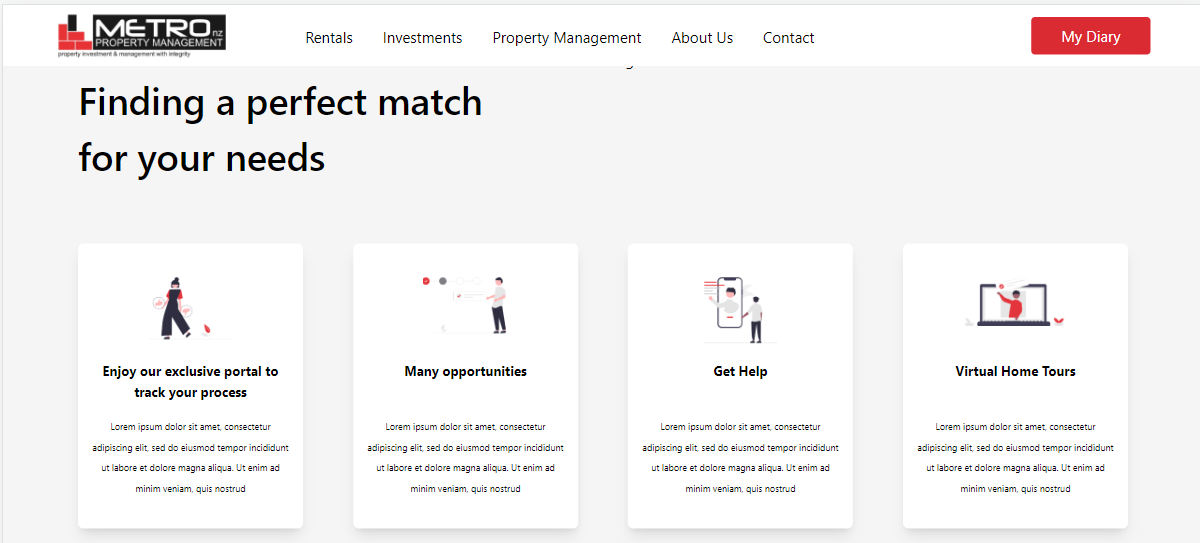 METRO nz
PROPERTY MANAGEMENT
property investment & management with integrity
Rentals Investments Property Management About Us Contact My Diary
Finding a perfect match
for your needs
Enjoy our exclusive portal to
track your process
Lorem ipsum dolor sit amet, consectetur
adipiscing elit, sed do eiusmod tempor incididunt
ut labore et dolore magna aliqua. Ut enim ad
minim veniam, quis nostrud
Many opportunities
Lorem ipsum dolor sit amet, consectetur
adipiscing elit, sed do eiusmod tempor incididunt
ut labore et dolore magna aliqua. Ut enim ad
minim veniam, quis nostrud
Get Help
Lorem ipsum dolor sit amet, consectetur
adipiscing elit, sed do eiusmod tempor incididunt
ut labore et dolore magna aliqua. Ut enim ad
minim veniam, quis nostrud
Virtual Home Tours
Lorem ipsum dolor sit amet, consectetur
adipiscing elit, sed do eiusmod tempor incididunt
ut labore et dolore magna aliqua. Ut enim ad
minim veniam, quis nostrud